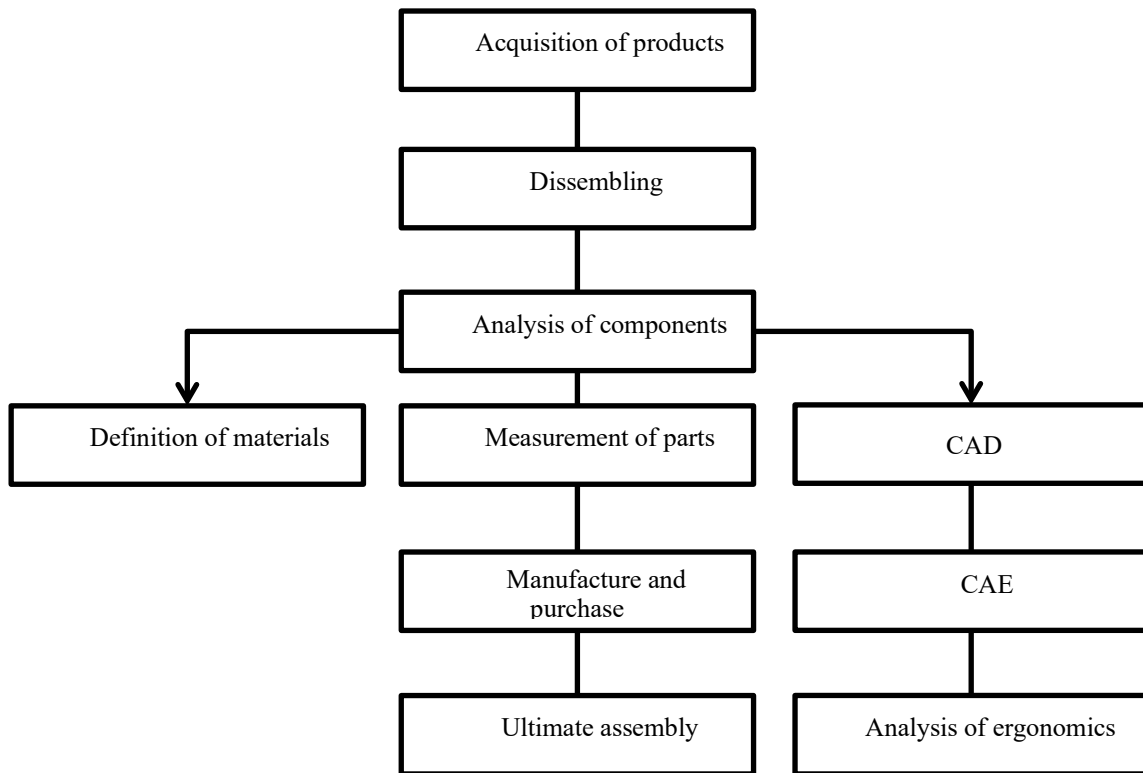 Acquisition of products
Dissembling
Analysis of components
Definition of materials
Measurement of parts
CAD
Manufacture and
purchase
CAE
Ultimate assembly
Analysis of ergonomics